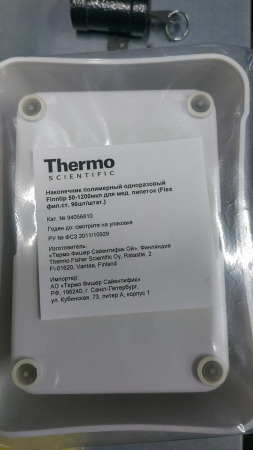 Thermo
SCIENTIFIC
Наконечник полимерный одноразовый
Finntip 50-1200мкл для мед. пипеток (Flex
фил.ст. 96шт/штат.)
Кат. № 94056810
Годен до: смотрите на упаковке
РУ № ФСЗ 2011/10929
Изготовитель:
«Термо Фишер Сайентифик Ой», Финляндия
Thermo Fisher Scientific Oy, Ratastie, 2
FI-01620, Vantaa, Finland
Импортер:
АО «Термо Фишер Сайентифик»
РФ, 196240, г. Санкт-Петербург,
ул. Кубинская, 73, литер А, корпус 1